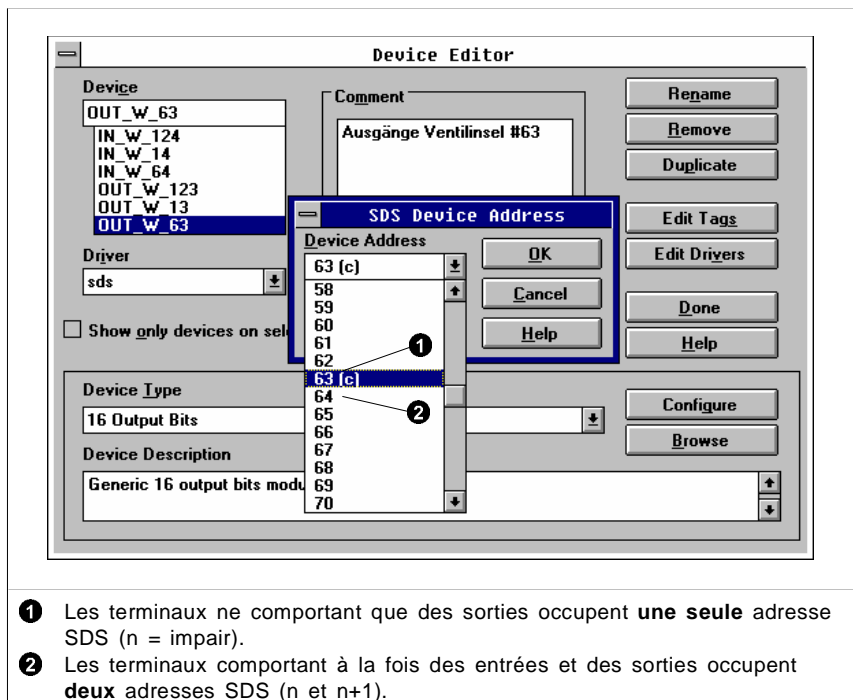 Device Editor
Device
OUT_W_63
IN_W_124
IN_W_14
IN_W_64
OUT_W_123
OUT_W_13
OUT_W_63
Driver
sds
Show only devices on sel
Comment
Ausgänge Ventilinsel #63
Rename
Remove
Duplicate
Edit Tags
Edit Drivers
Done
Help
SDS Device Address
Device Address
63 (c)
58
59
60
61
62
63 (c)
64
65
66
67
68
69
70
OK
Cancel
Help
1
2
Device Type
16 Output Bits
Device Description
Generic 16 output bits modu
Configure
Browse
1 Les terminaux ne comportant que des sorties occupent une seule adresse
SDS (n = impair).
2 Les terminaux comportant à la fois des entrées et des sorties occupent
deux adresses SDS (n et n+1).